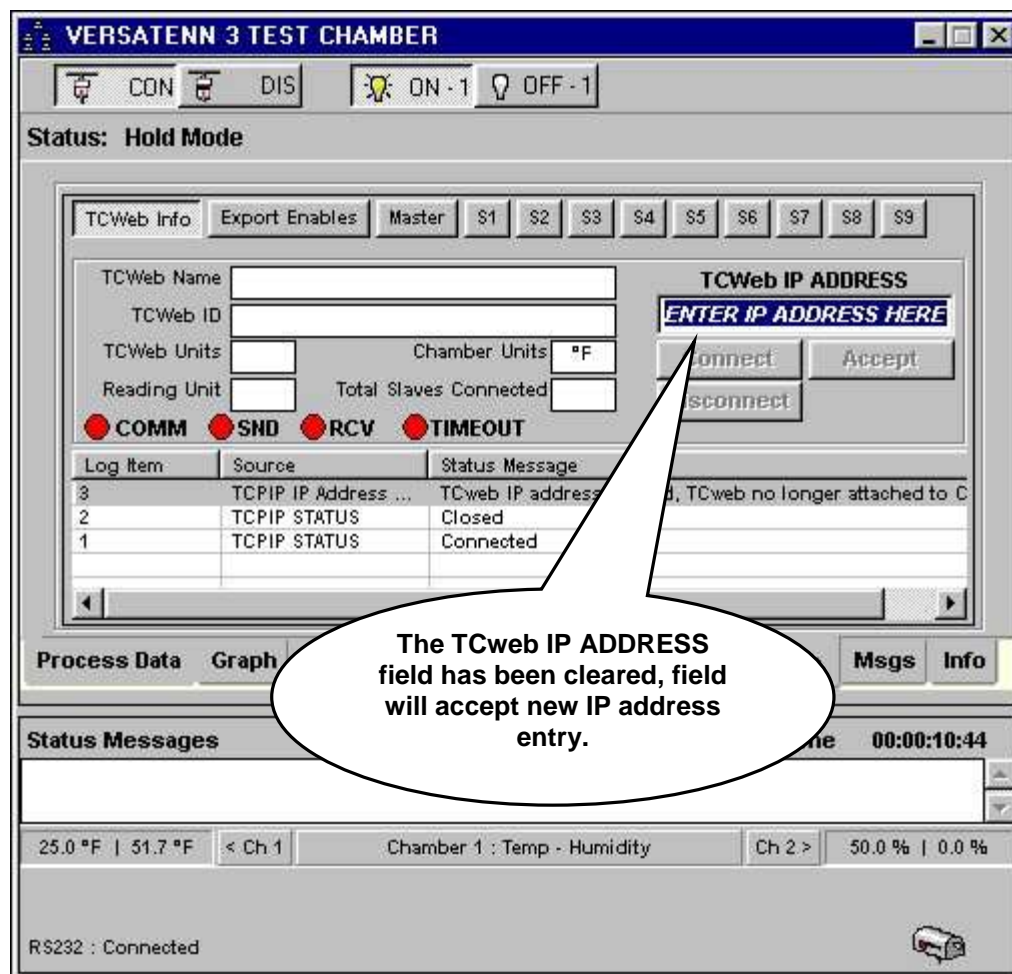 VERSATENN 3 TEST CHAMBER
CON DIS ON - 1 OFF - 1
Status: Hold Mode
TCWeb Info Export Enables Master S1 S2 S3 S4 S5 S6 S7 S8 S9
TCWeb Name TCWeb IP ADDRESS
TCWeb ID ENTER IP ADDRESS HERE
TCWeb Units Chamber Units °F Accept
Reading Unit Total Slaves Connected
COMM SND RCV TIMEOUT
Log Item Source Status Message
3 TCPIP IP Address ... TCweb IP address TCweb no longer attached to C
2 TCPIP STATUS Closed
1 TCPIP STATUS Connected
The TCweb IP ADDRESS
field has been cleared, field
will accept new IP address
entry.
Process Data Graph Msgs Info
Status Messages 00:00:10:44
25.0 °F | 51.7 °F < Ch 1 Chamber 1 : Temp - Humidity Ch 2 > 50.0 % | 0.0 %
RS232 : Connected